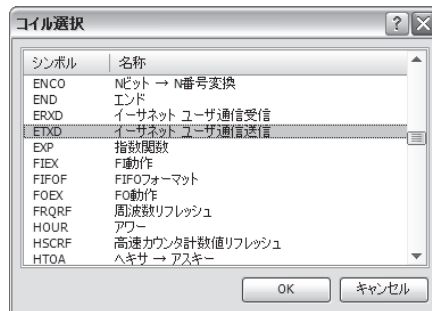 コイル選択
シンボル 名称
ENCO Nビット → N番号変換
END エンド
ERXD イーサネット ユーザ通信受信
ETXD イーサネット ユーザ通信送信
EXP 指数関数
FIEX FI動作
FIFOF FIFOフォーマット
FOEX FO動作
FRQRF 周波数リフレッシュ
HOUR アワー
HSCRF 高速カウンタ計数値リフレッシュ
HTOA ヘキサ → アスキー
OK キャンセル